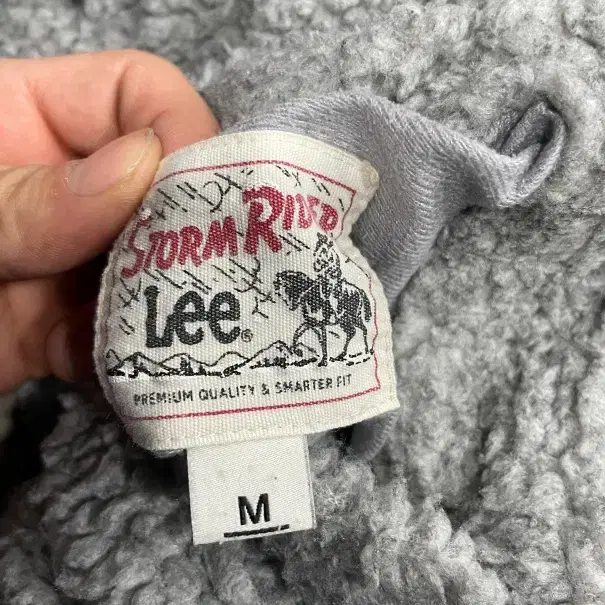 STORM RIDER
Lee®
PREMIUM QUALITY & SMARTER FIT
M